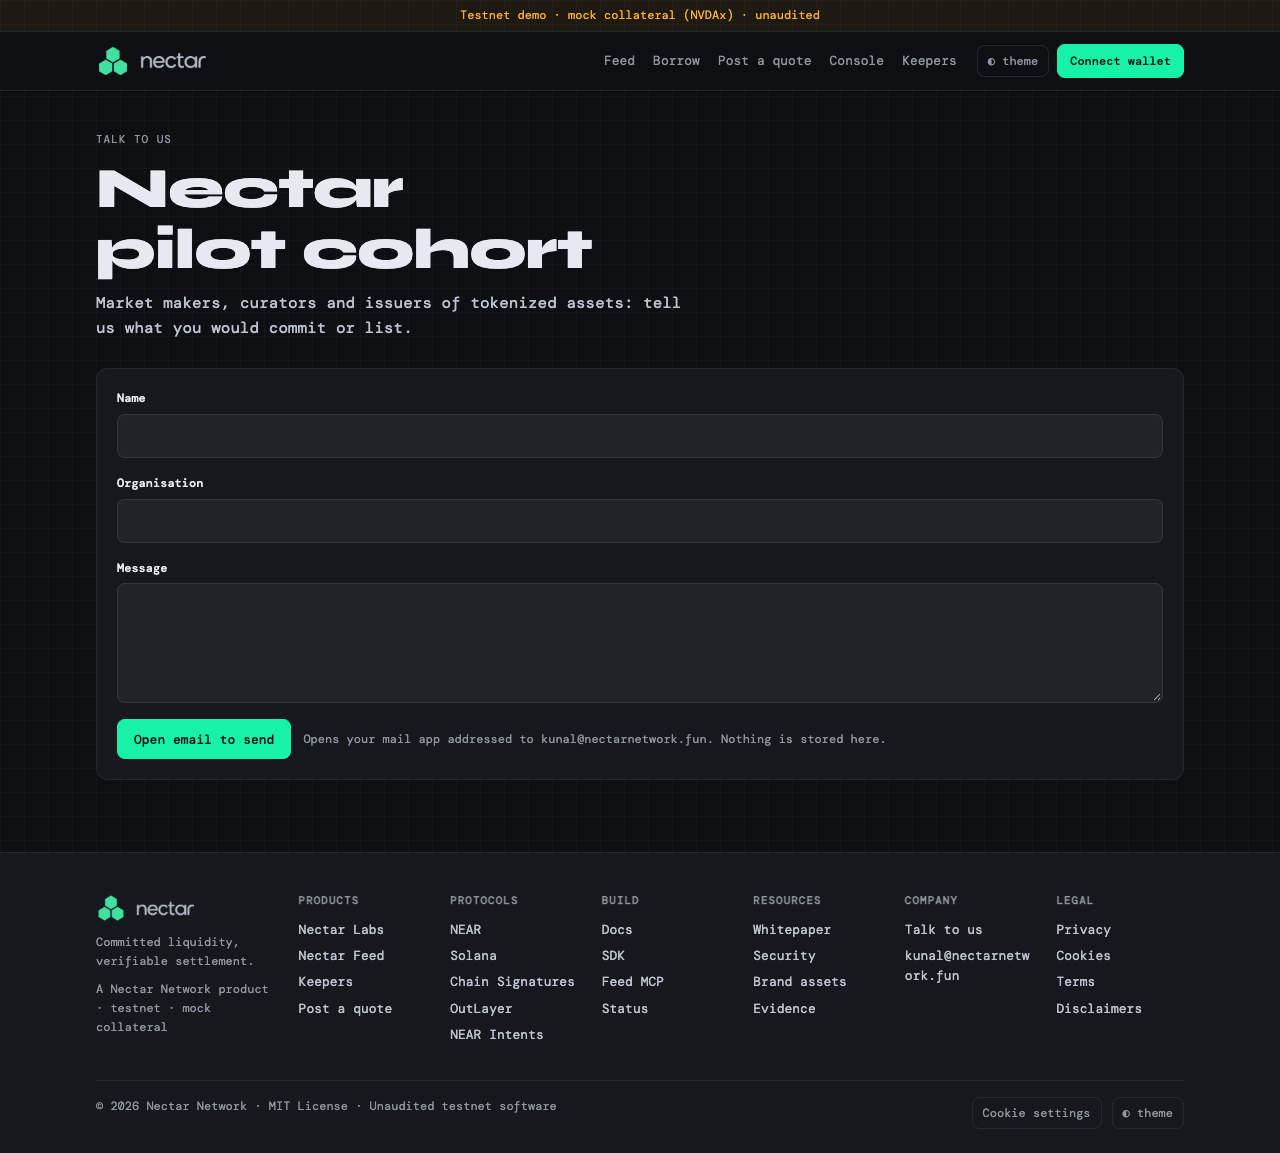 Testnet demo · mock collateral (NVDAx) · unaudited
nectar
Feed Borrow Post a quote Console Keepers ◐ theme Connect wallet
TALK TO US
Nectar
pilot cohort
Market makers, curators and issuers of tokenized assets: tell
us what you would commit or list.
Name
Organisation
Message
Open email to send
Opens your mail app addressed to kunal@nectarnetwork.fun. Nothing is stored here.
nectar
Committed liquidity,
verifiable settlement.
A Nectar Network product
· testnet · mock
collateral
PRODUCTS
Nectar Labs
Nectar Feed
Keepers
Post a quote
PROTOCOLS
NEAR
Solana
Chain Signatures
OutLayer
NEAR Intents
BUILD
Docs
SDK
Feed MCP
Status
RESOURCES
Whitepaper
Security
Brand assets
Evidence
COMPANY
Talk to us
kunal@nectarnetw
ork.fun
LEGAL
Privacy
Cookies
Terms
Disclaimers
© 2026 Nectar Network · MIT License · Unaudited testnet software
Cookie settings
◐ theme